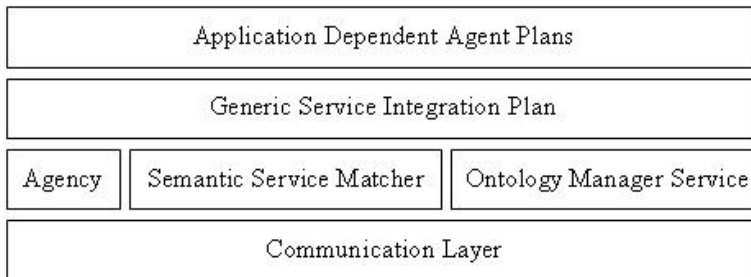 Application Dependent Agent Plans
Generic Service Integration Plan
Agency
Semantic Service Matcher
Ontology Manager Service
Communication Layer